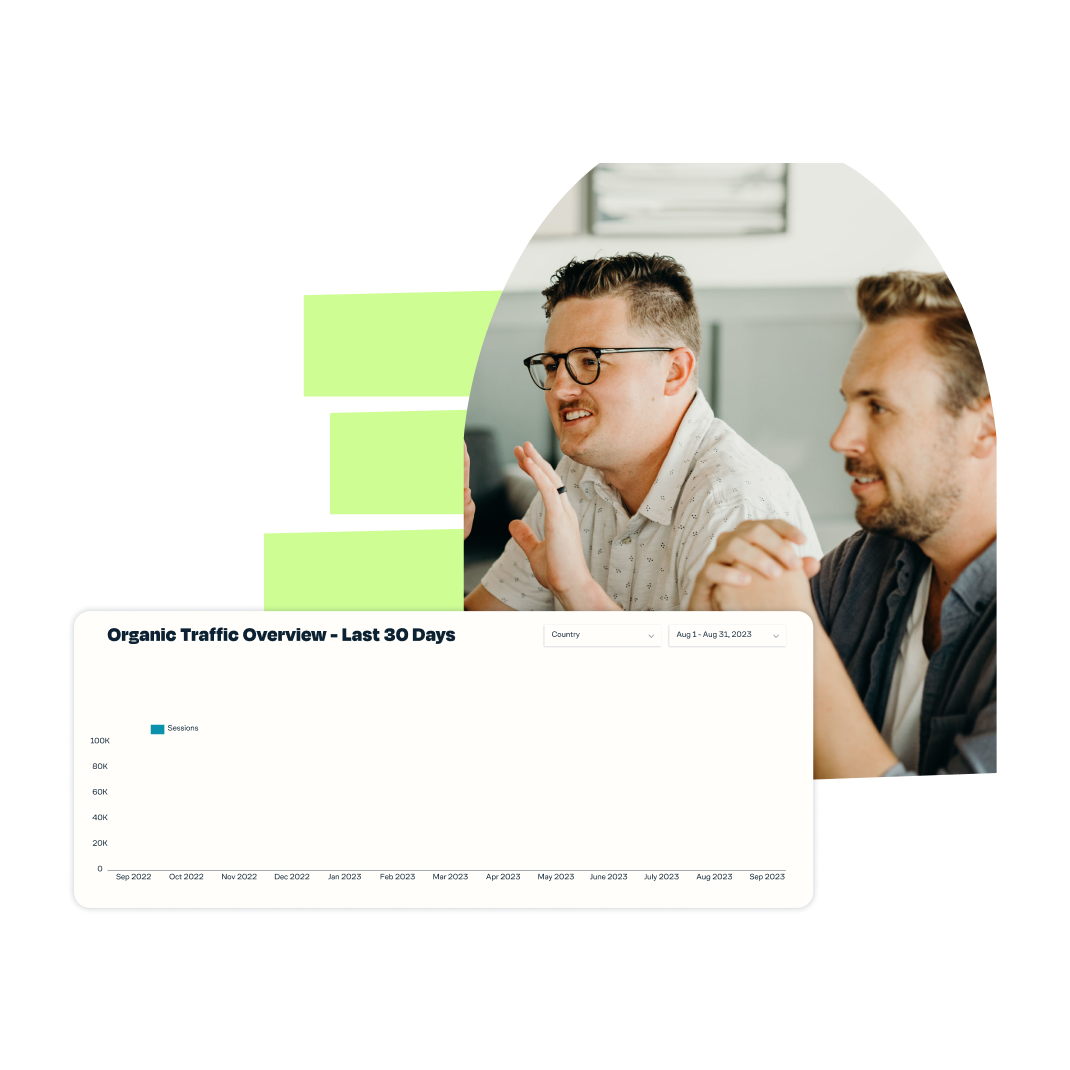 Organic Traffic Overview - Last 30 Days
Country
Aug 1 - Aug 31, 2023
Sessions
100K
80K
60K
40K
20K
0
Sep 2022 Oct 2022 Nov 2022 Dec 2022 Jan 2023 Feb 2023 Mar 2023 Apr 2023 May 2023 June 2023 July 2023 Aug 2023 Sep 2023